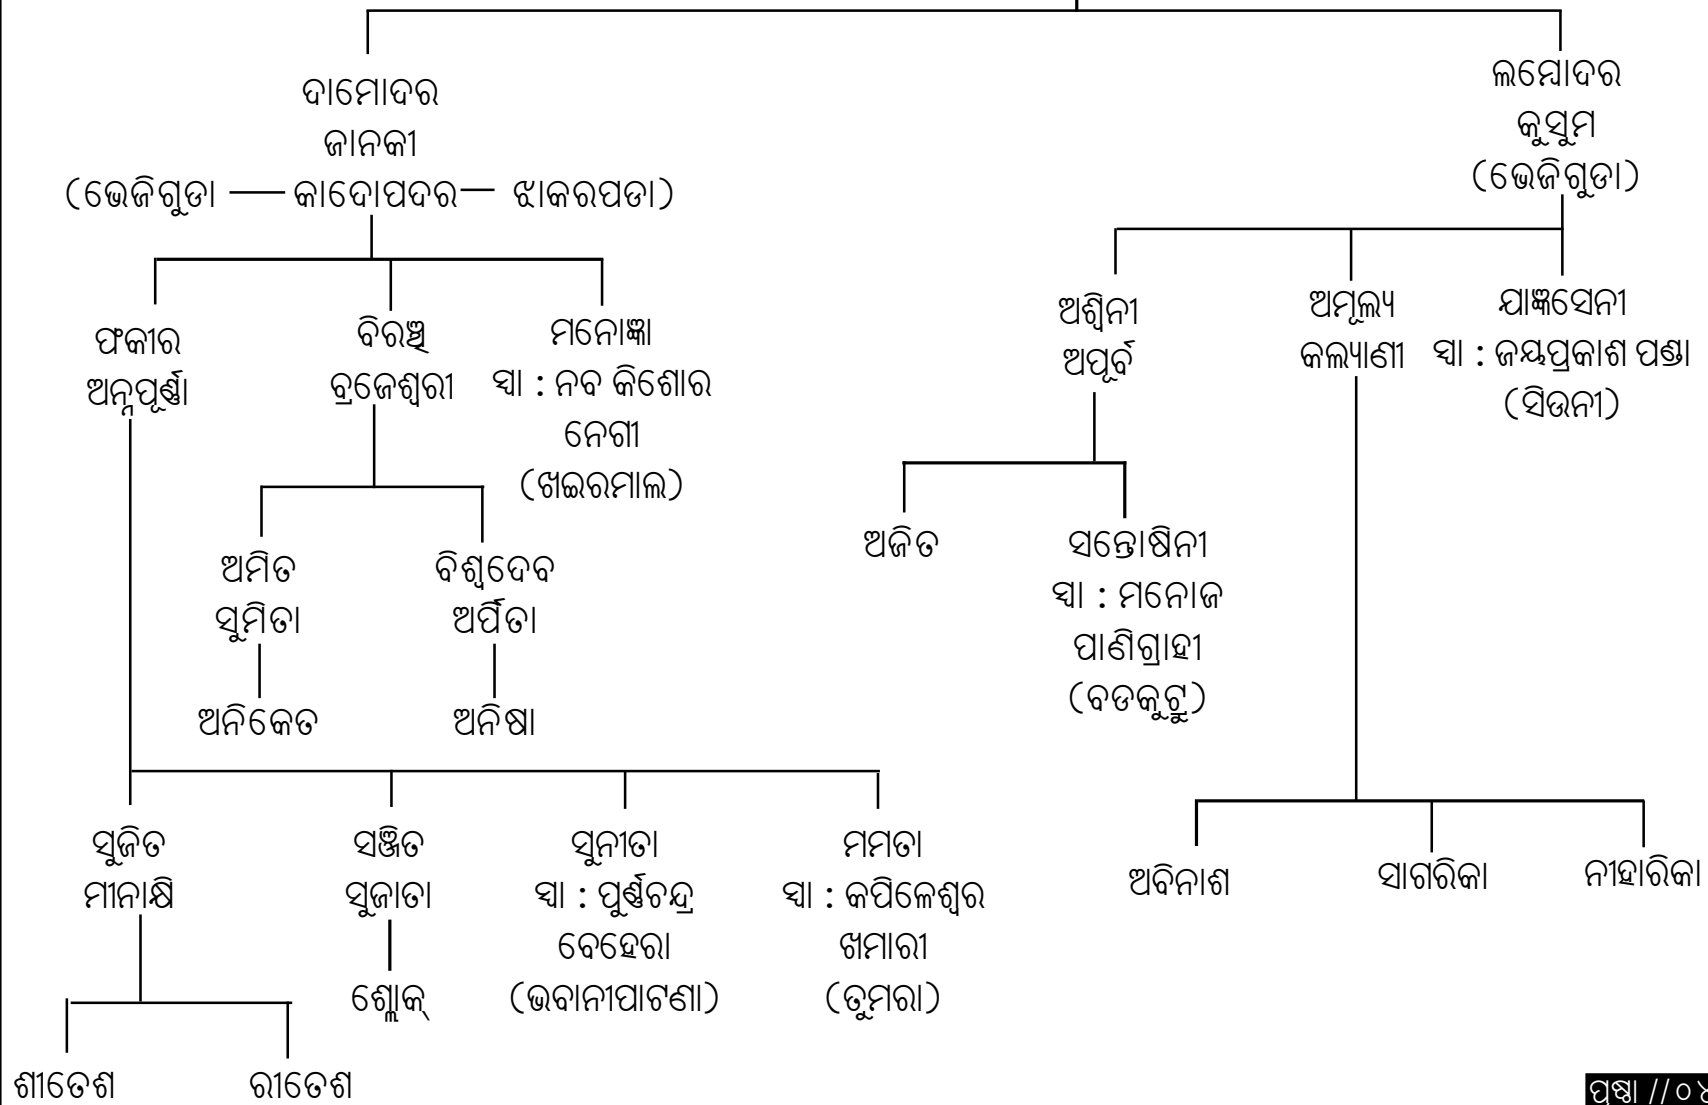 ଦାମୋଦର
ଜାନକୀ
(ଭେଜିଗୁଡା — କାଦୋପଦର — ଝାକରପଡା)
ଲମ୍ବୋଦର
କୁସୁମ
(ଭେଜିଗୁଡା)
ଫକୀର
ଅନ୍ନପୂର୍ଣ୍ଣା
ବିରଞ୍ଚି
ବ୍ରଜେଶ୍ୱରୀ
ମନୋଜ୍ଞା
ସ୍ୱା : ନବ କିଶୋର
ନେଗୀ
(ଖଇରମାଲ)
ଅଶ୍ୱିନୀ
ଅପୂର୍ବ
ଅମୂଲ୍ୟ
କଲ୍ୟାଣୀ
ଯାଜ୍ଞସେନୀ
ସ୍ୱା : ଜୟପ୍ରକାଶ ପଣ୍ଡା
(ସିଉନୀ)
ଅମିତ
ସୁମିତା
ବିଶ୍ୱଦେବ
ଅର୍ପିତା
ଅଜିତ
ସନ୍ତୋଷିନୀ
ସ୍ୱା : ମନୋଜ
ପାଣିଗ୍ରାହୀ
(ବଡକୁଟ୍ରୁ)
ଅନିକେତ
ଅନିଷା
ସୁଜିତ
ମୀନାକ୍ଷି
ସଞ୍ଜିତ
ସୁଜାତା
ସୁନୀତା
ସ୍ୱା : ପୁର୍ଣ୍ଣଚନ୍ଦ୍ର
ବେହେରା
(ଭବାନୀପାଟଣା)
ମମତା
ସ୍ୱା : କପିଳେଶ୍ୱର
ଖମାରୀ
(ତୁମରା)
ଅବିନାଶ
ସାଗରିକା
ନୀହାରିକା
ଶ୍ଲୋକ୍
ଶୀତେଶ
ରୀତେଶ
ପୃଷ୍ଠା //୦